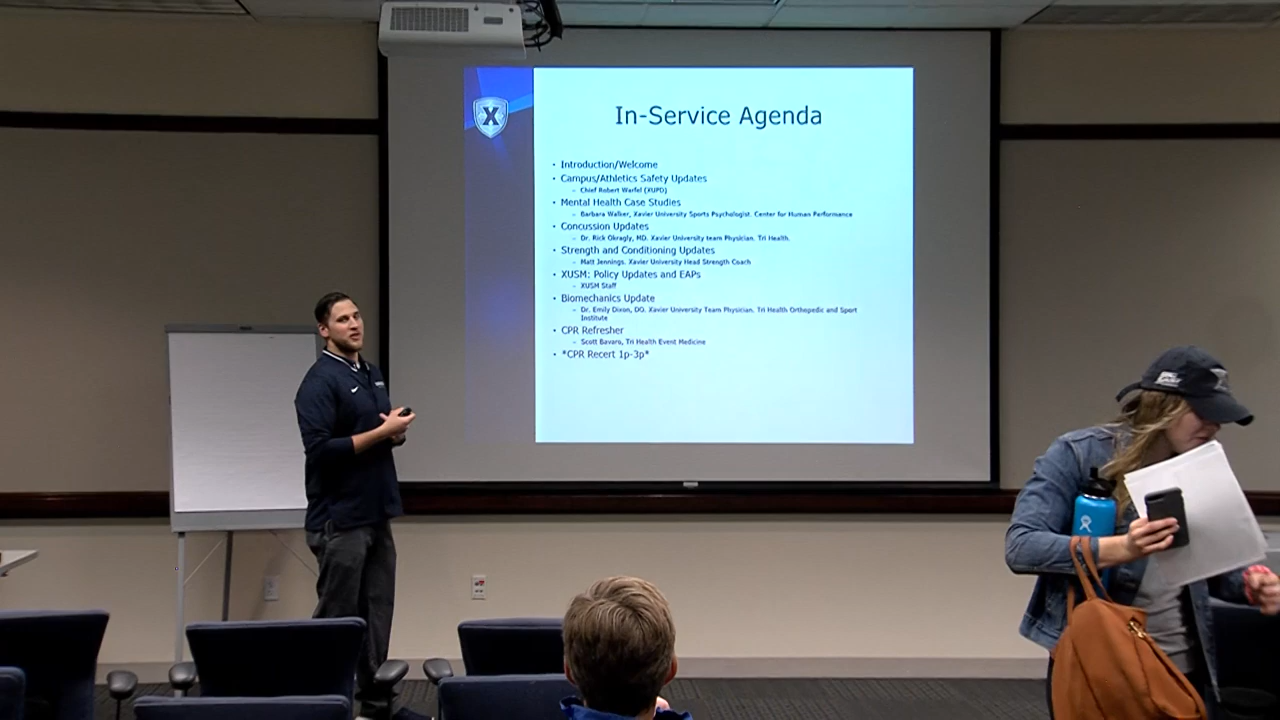 X
In-Service Agenda
• Introduction/Welcome
• Campus/Athletics Safety Updates
– Chief Robert Warfel (XUPD)
• Mental Health Case Studies
– Barbara Walker, Xavier University Sports Psychologist. Center for Human Performance
• Concussion Updates
– Dr. Rick Okragly, MD. Xavier University team Physician. Tri Health.
• Strength and Conditioning Updates
– Matt Jennings. Xavier University Head Strength Coach
• XUSM: Policy Updates and EAPs
– XUSM Staff
• Biomechanics Update
– Dr. Emily Dixon, DO. Xavier University Team Physician. Tri Health Orthopedic and Sport
Institute
• CPR Refresher
– Scott Bavaro, Tri Health Event Medicine
• *CPR Recert 1p-3p*